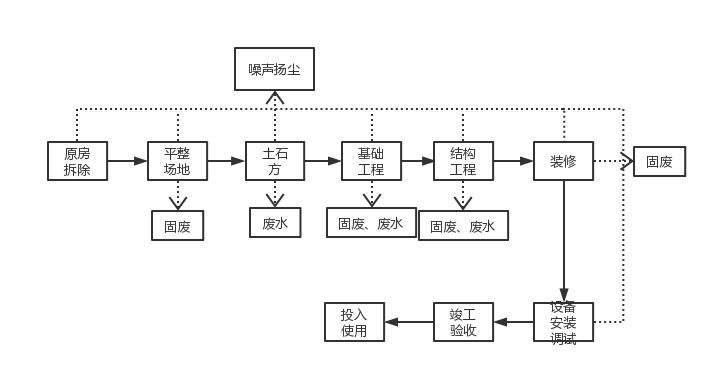 噪声扬尘
原房
拆除
平整
场地
土石
方
基础
工程
结构
工程
装修
固废
固废
废水
固废、废水
固废、废水
投入
使用
竣工
验收
设备
安装
调试